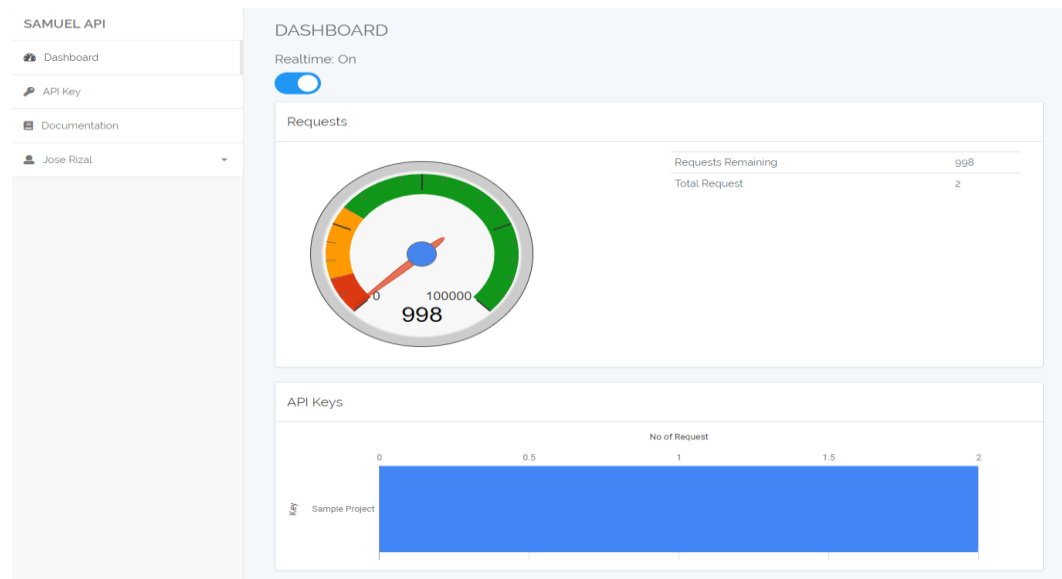 SAMUEL API
Dashboard
API Key
Documentation
Jose Rizal
DASHBOARD
Realtime: On
Requests
0
100000
998
Requests Remaining 998
Total Request 2
API Keys
No of Request
0 0.5 1 1.5 2
Key
Sample Project